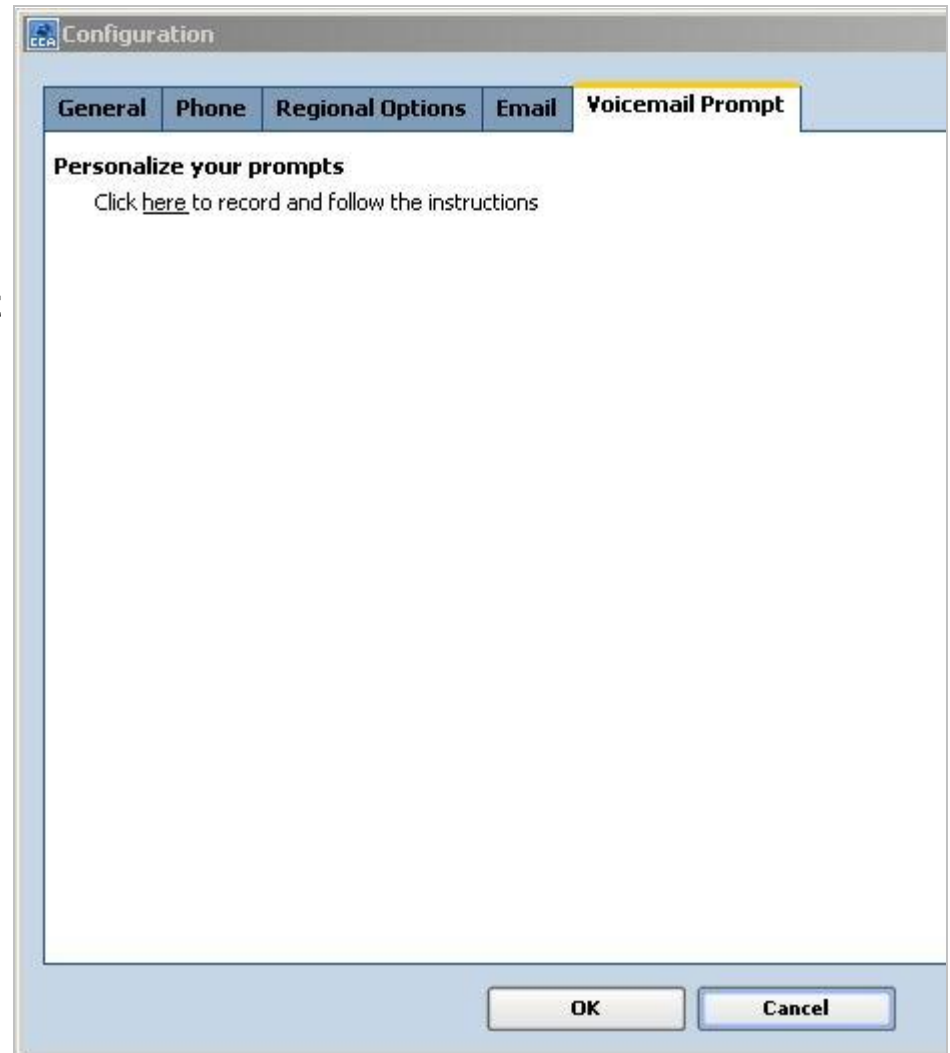 CCA Configuration
General Phone Regional Options Email Voicemail Prompt
Personalize your prompts
Click here to record and follow the instructions
OK Cancel